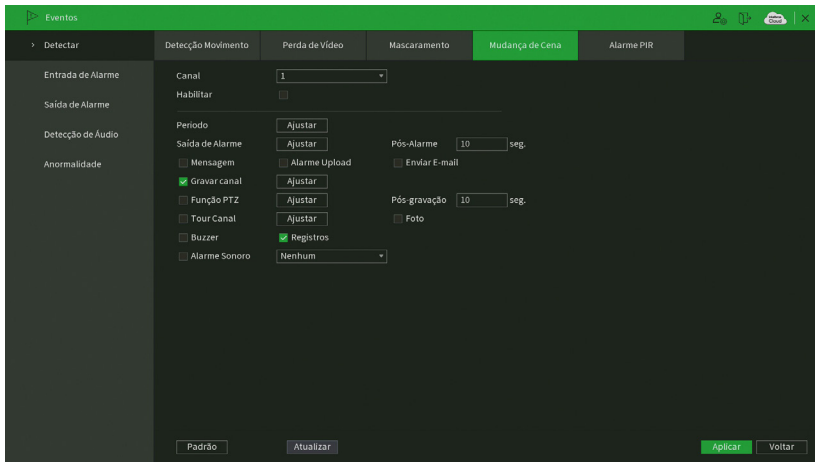 Eventos
Cloud
Detectar
Detecção Movimento
Perda de Vídeo
Mascaramento
Mudança de Cena
Alarme PIR
Entrada de Alarme
Saída de Alarme
Detecção de Áudio
Anormalidade
Canal 1
Habilitar
Periodo Ajustar
Saída de Alarme Ajustar Pós-Alarme 10 seg.
Mensagem Alarme Upload Enviar E-mail
Gravar canal Ajustar
Função PTZ Ajustar Pós-gravação 10 seg.
Tour Canal Ajustar Foto
Buzzer Registros
Alarme Sonoro Nenhum
Padrão Atualizar Aplicar Voltar